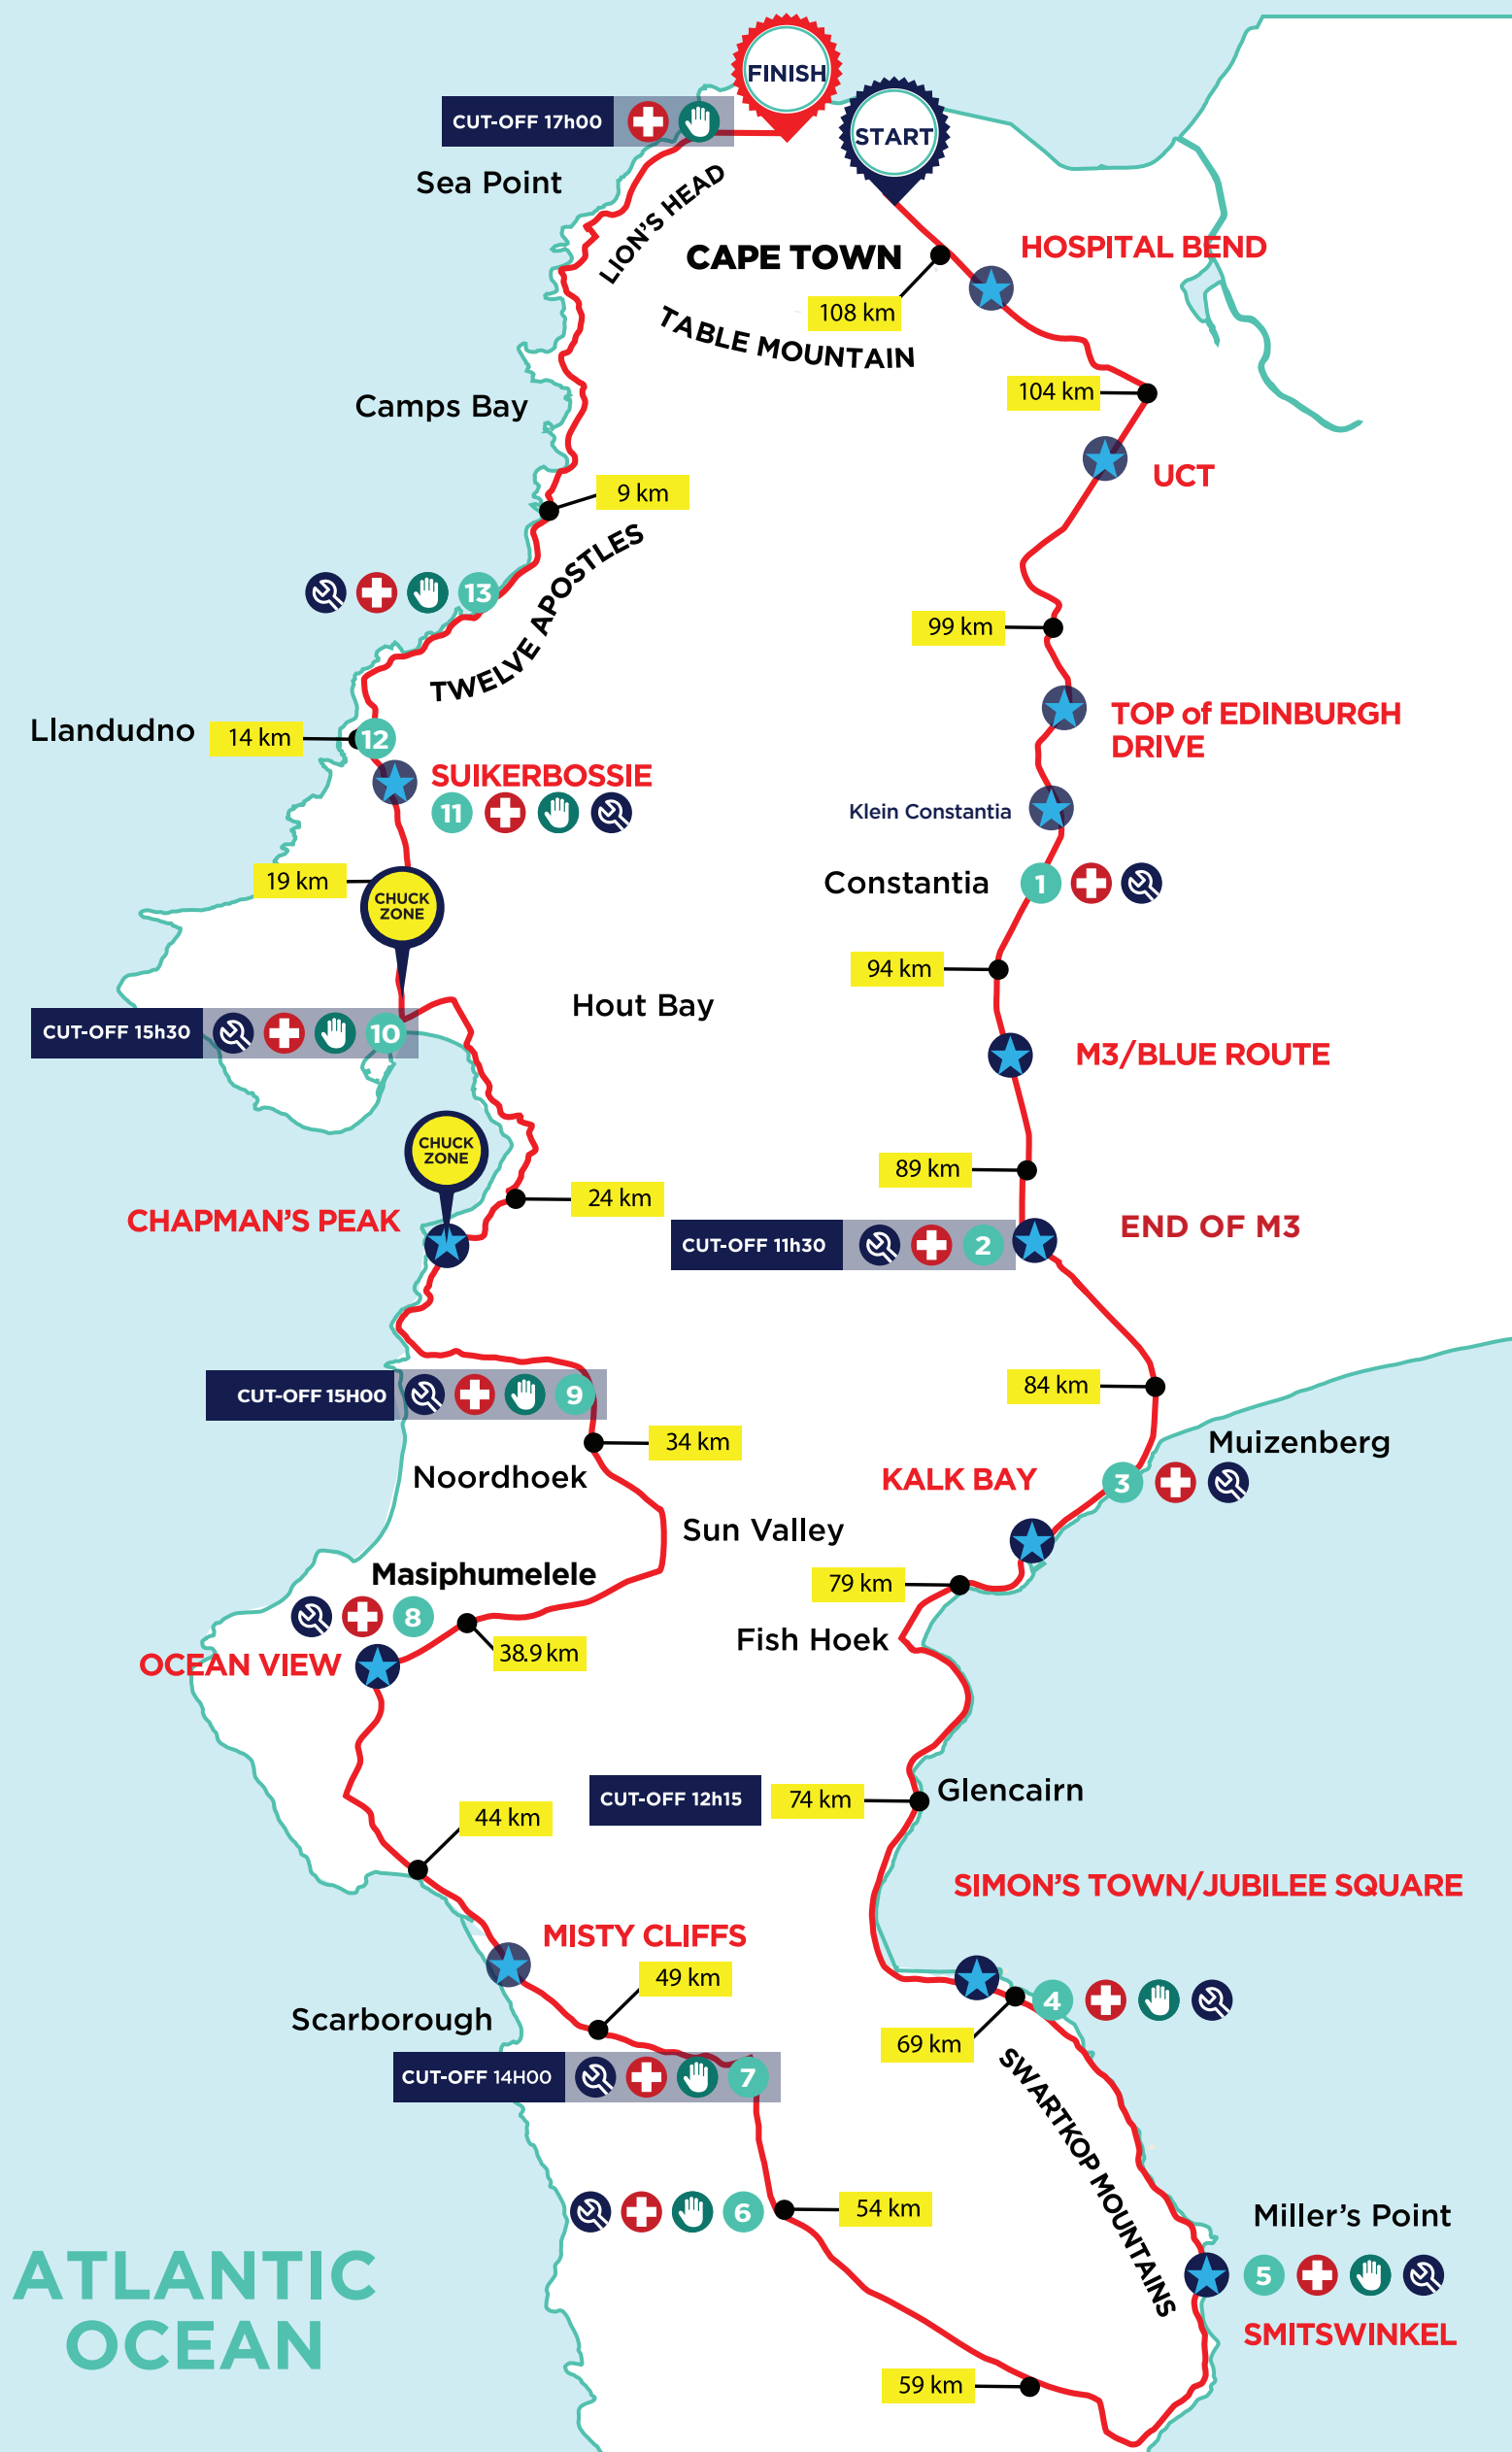 FINISH
START
CUT-OFF 17h00
Sea Point
LION'S HEAD
CAPE TOWN
HOSPITAL BEND
108 km
TABLE MOUNTAIN
104 km
Camps Bay
UCT
9 km
TWELVE APOSTLES
13
99 km
Llandudno
14 km
12
TOP of EDINBURGH
DRIVE
SUIKERBOSSIE
11
Klein Constantia
19 km
CHUCK
ZONE
Constantia
1
94 km
Hout Bay
CUT-OFF 15h30
10
M3/BLUE ROUTE
CHUCK
ZONE
89 km
24 km
CHAPMAN'S PEAK
END OF M3
CUT-OFF 11h30
2
CUT-OFF 15H00
9
84 km
34 km
Muizenberg
Noordhoek
KALK BAY
3
Sun Valley
Masiphumelele
79 km
8
Fish Hoek
38.9 km
OCEAN VIEW
Glencairn
CUT-OFF 12h15
74 km
44 km
SIMON'S TOWN/JUBILEE SQUARE
MISTY CLIFFS
49 km
4
Scarborough
69 km
CUT-OFF 14H00
7
SWARTKOP MOUNTAINS
6
54 km
Miller's Point
5
ATLANTIC
OCEAN
SMITSWINKEL
59 km